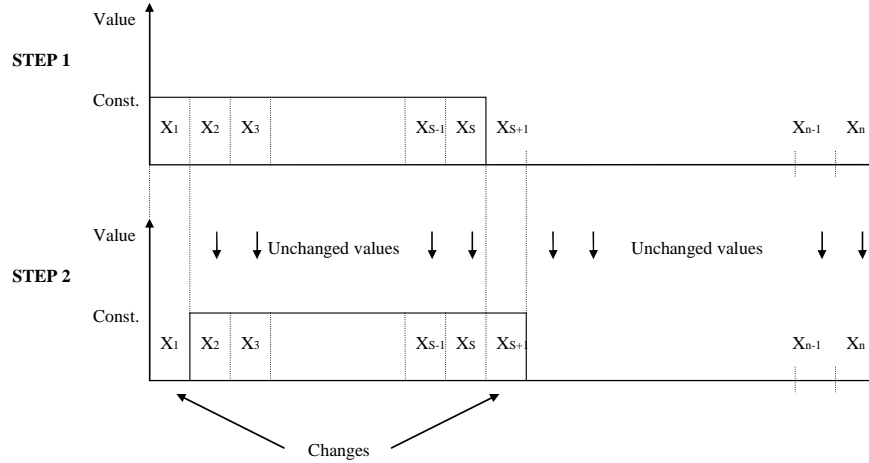 Value
STEP 1
Const.
X1 X2 X3 XS-1 XS XS+1 Xn-1 Xn
Value
Unchanged values Unchanged values
STEP 2
Const.
X1 X2 X3 XS-1 XS XS+1 Xn-1 Xn
Changes